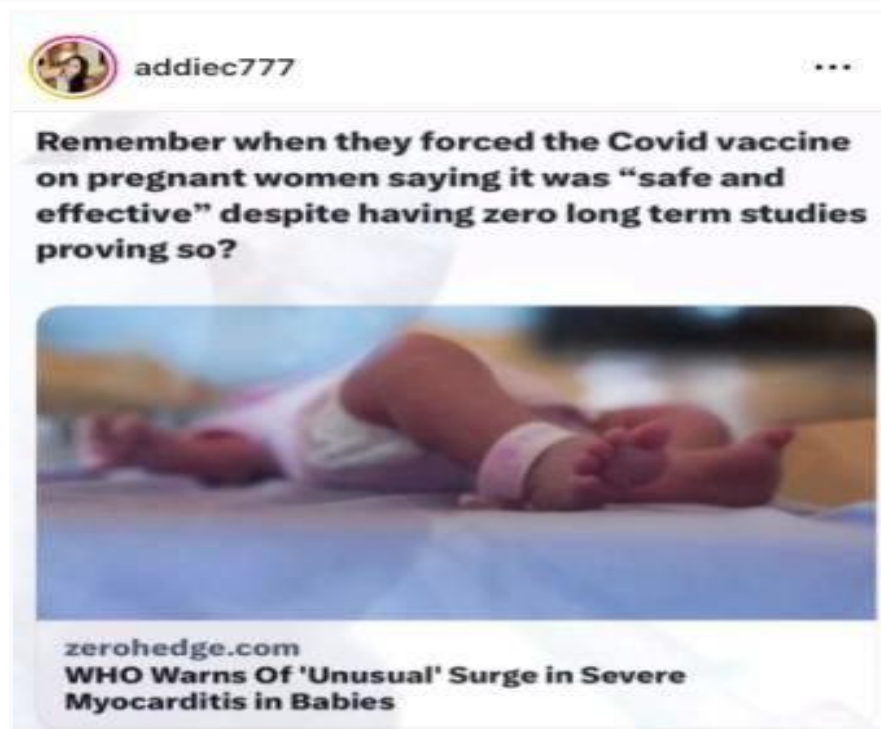 addiec777
Remember when they forced the Covid vaccine
on pregnant women saying it was “safe and
effective” despite having zero long term studies
proving so?
zerohedge.com
WHO Warns Of 'Unusual' Surge in Severe
Myocarditis in Babies